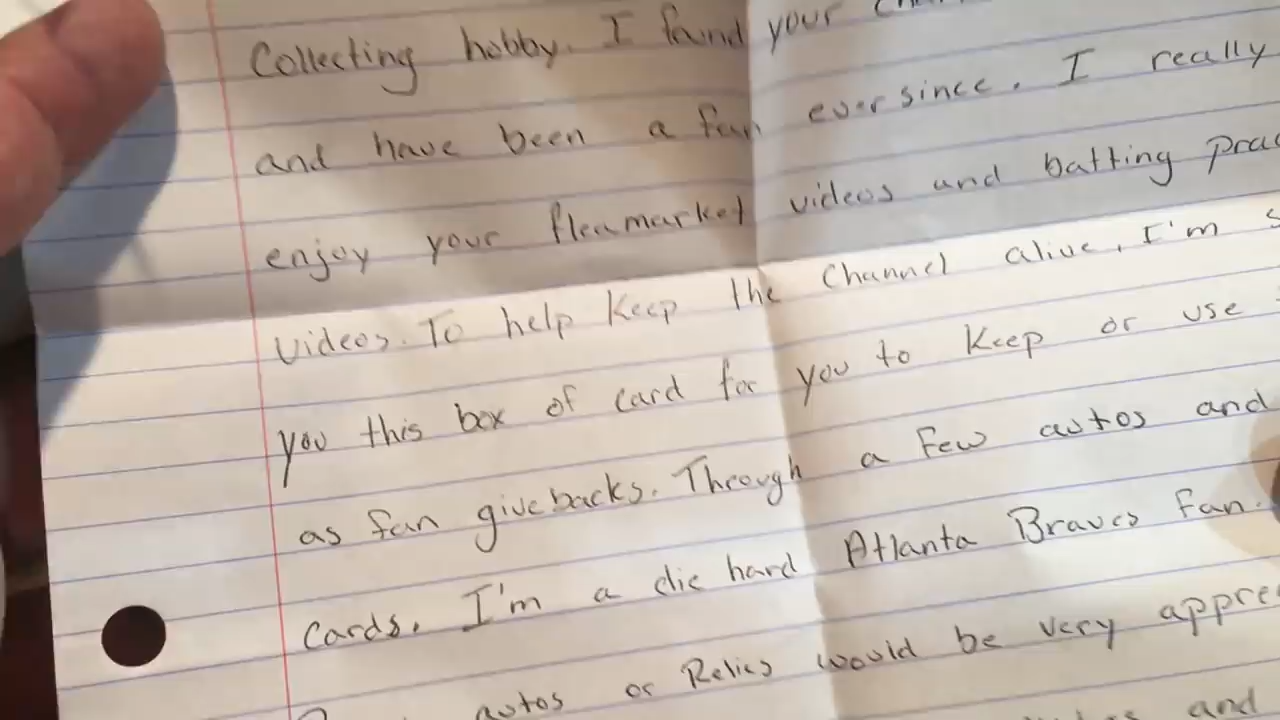 Collecting hobby. I found your
and have been a fan ever since. I really
enjoy your fleamarket videos and batting
videos. To help Keep the Channel alive, I'm
you this box of card for you to Keep or use
as fan givebacks. Through a few autos and
Cards. I'm a die hard Atlanta Braves fan.
autos or Relics would be very
and